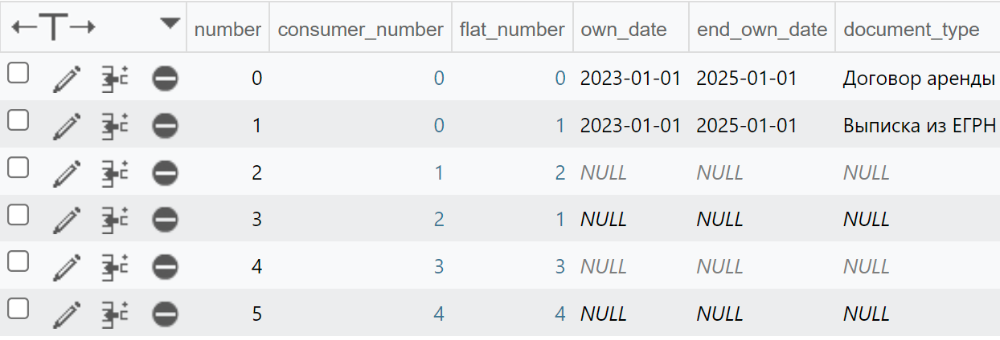 number consumer_number flat_number own_date end_own_date document_type
0 0 0 2023-01-01 2025-01-01 Договор аренды
1 0 1 2023-01-01 2025-01-01 Выписка из ЕГРН
2 1 2 NULL NULL NULL
3 2 1 NULL NULL NULL
4 3 3 NULL NULL NULL
5 4 4 NULL NULL NULL